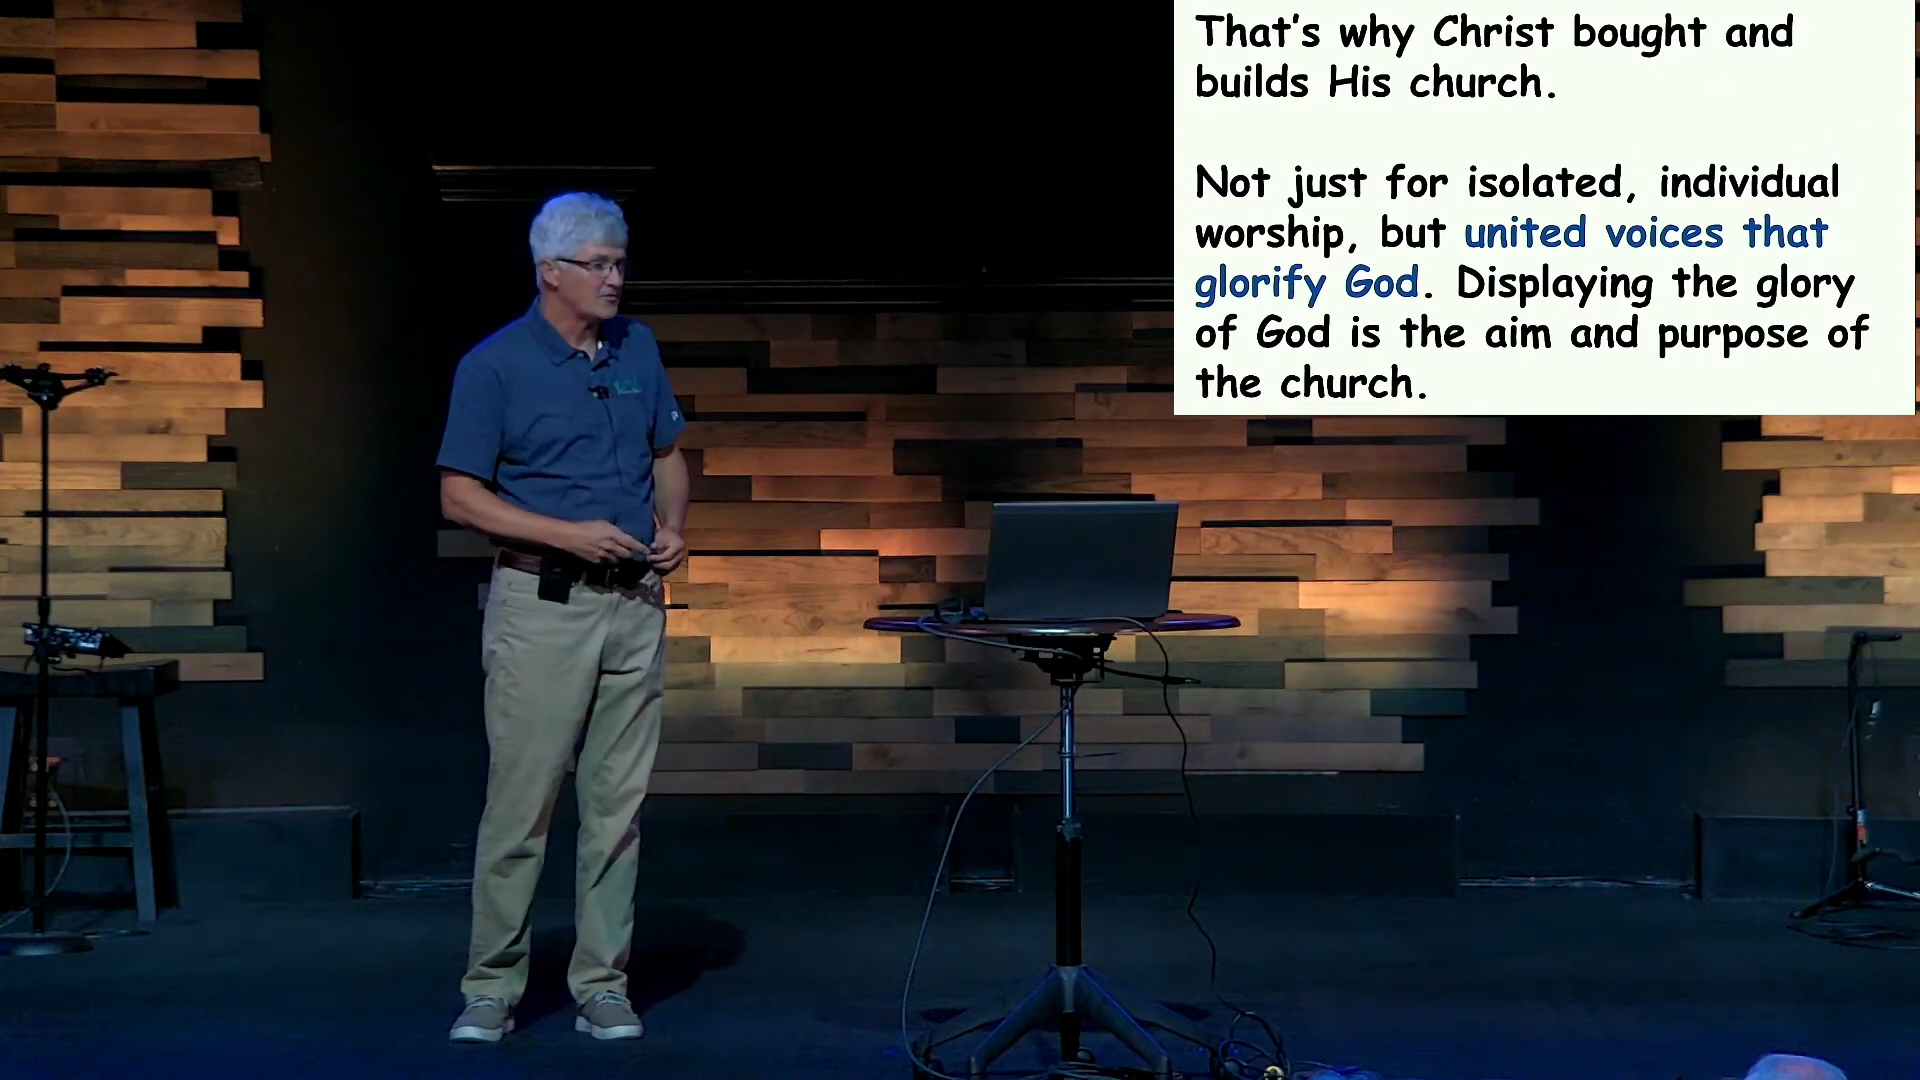 That's why Christ bought and
builds His church.
Not just for isolated, individual
worship, but united voices that
glorify God. Displaying the glory
of God is the aim and purpose of
the church.